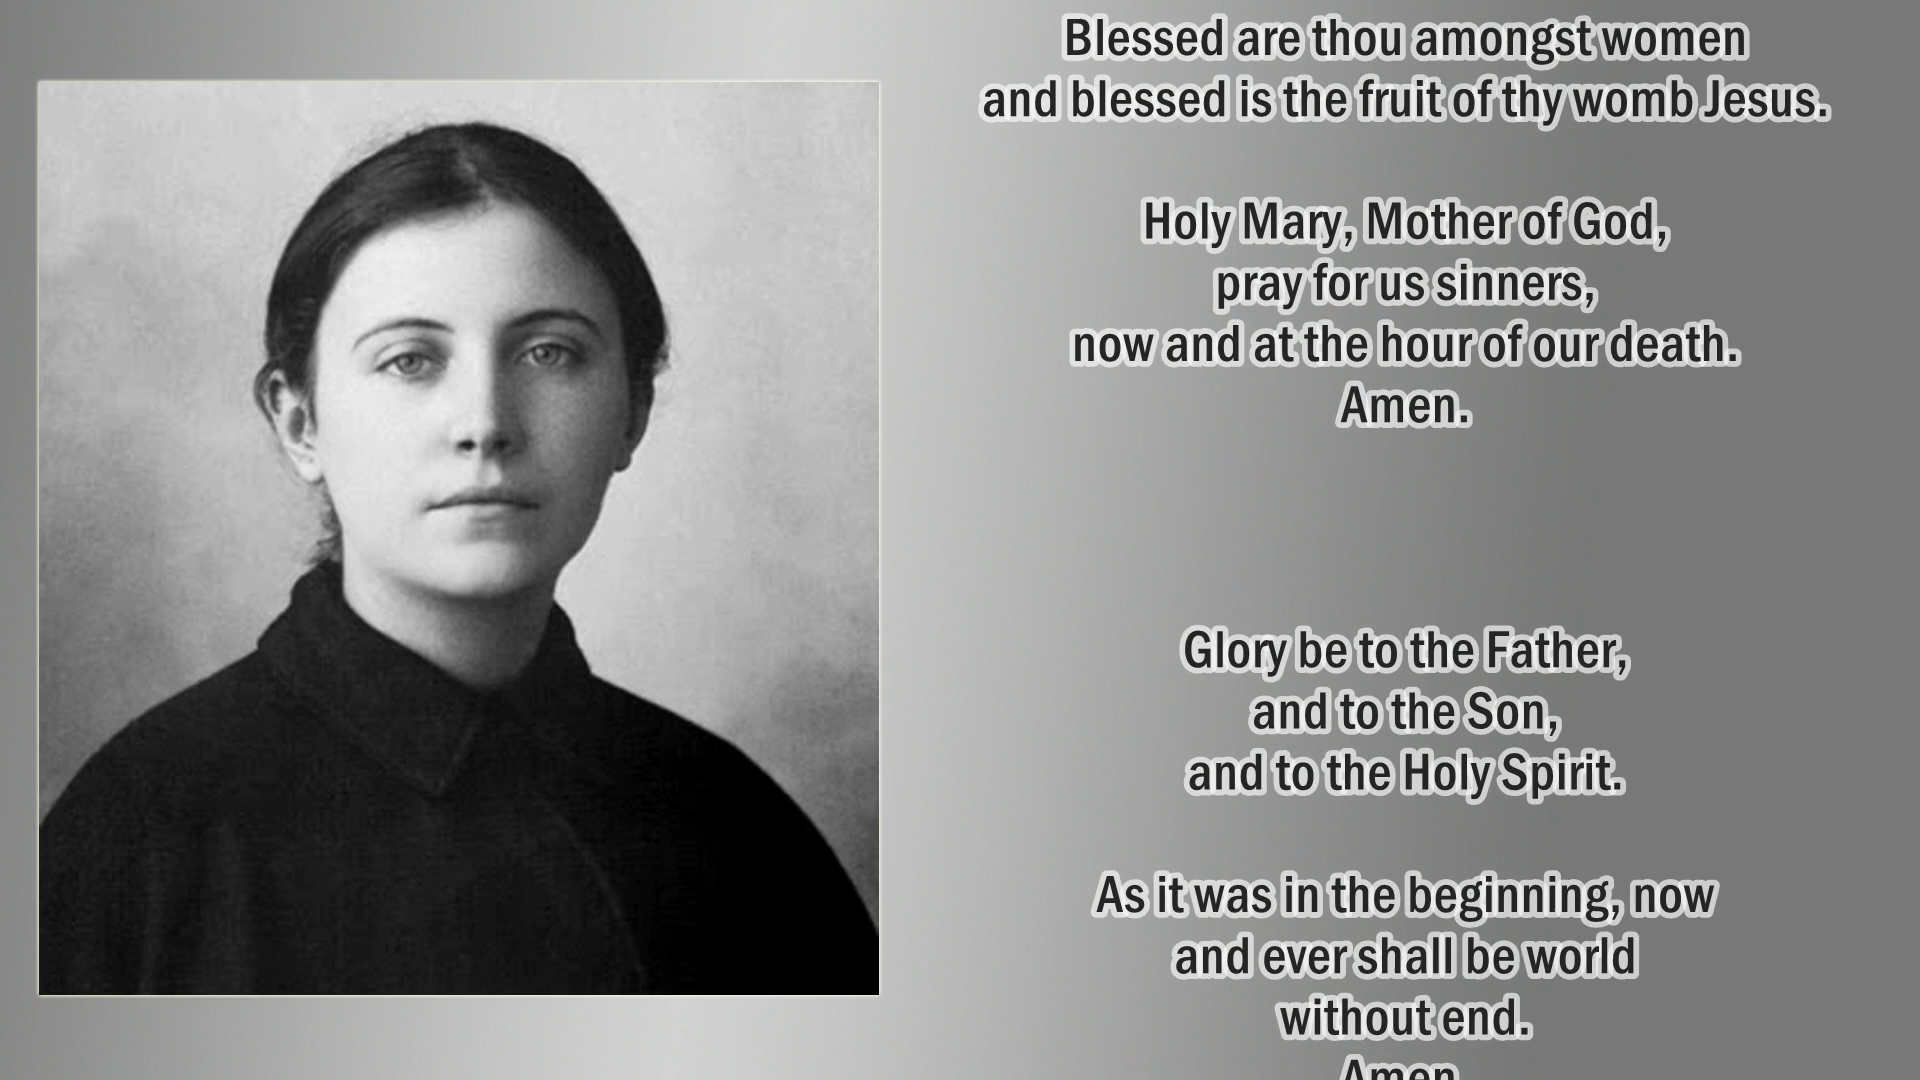 Blessed are thou amongst women
and blessed is the fruit of thy womb Jesus.
Holy Mary, Mother of God,
pray for us sinners,
now and at the hour of our death.
Amen.
Glory be to the Father,
and to the Son,
and to the Holy Spirit.
As it was in the beginning, now
and ever shall be world
without end.
Amen